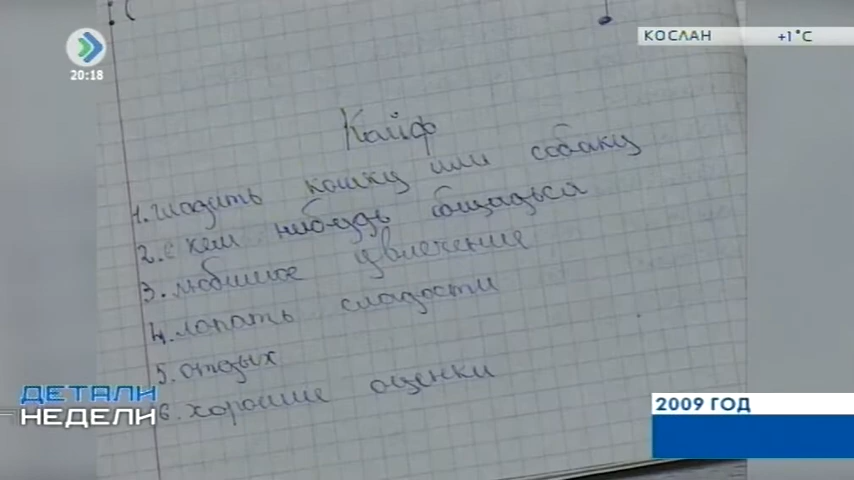 КОСЛАН +1°C
20:18
Кайф
1. гладить кошку или собаку
2. с кем нибудь общадься
3. любимое увлечение
4. лопать сладости
5. отдых
6. хорошие оценки
ДЕТАЛИ
НЕДЕЛИ
2009 ГОД